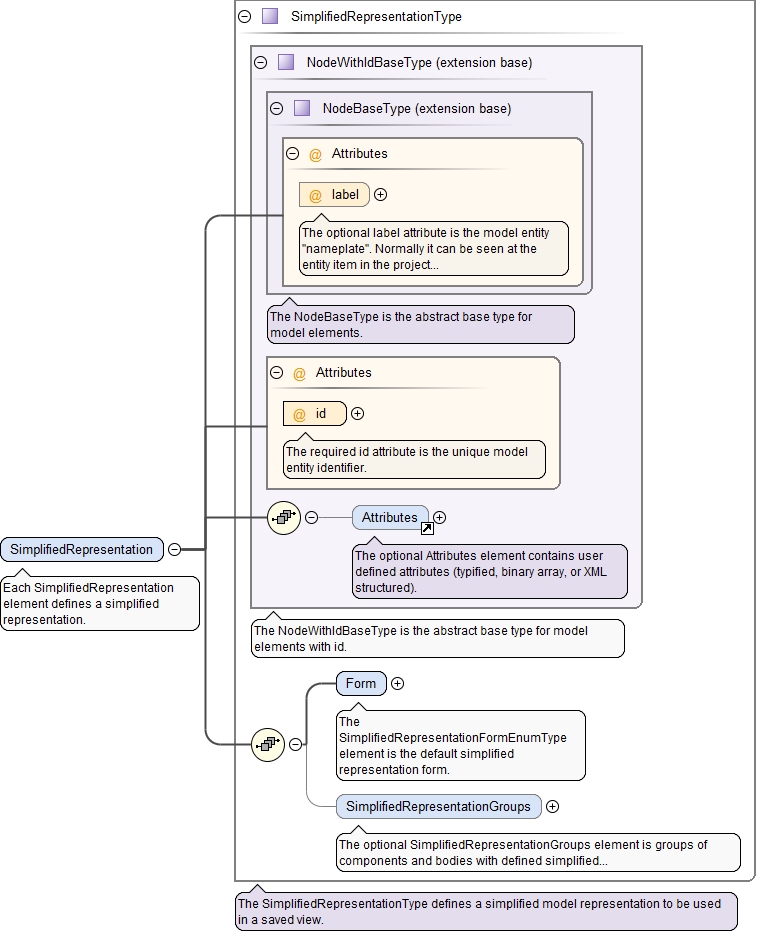 SimplifiedRepresentationType
NodeWithIdBaseType (extension base)
NodeBaseType (extension base)
@ Attributes
@ label
The optional label attribute is the model entity
"nameplate". Normally it can be seen at the
entity item in the project...
The NodeBaseType is the abstract base type for
model elements.
@ Attributes
@ id
The required id attribute is the unique model
entity identifier.
Attributes
The optional Attributes element contains user
defined attributes (typified, binary array, or XML
structured).
SimplifiedRepresentation
Each SimplifiedRepresentation
element defines a simplified
representation.
The NodeWithIdBaseType is the abstract base type for model
elements with id.
Form
The
SimplifiedRepresentationFormEnumType
element is the default simplified
representation form.
SimplifiedRepresentationGroups
The optional SimplifiedRepresentationGroups element is groups of
components and bodies with defined simplified...
The SimplifiedRepresentationType defines a simplified model representation to be used
in a saved view.